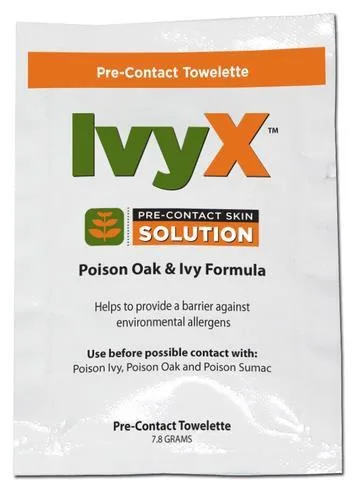 Pre-Contact Towelette
IvyX™
PRE-CONTACT SKIN
SOLUTION
Poison Oak & Ivy Formula
Helps to provide a barrier against
environmental allergens
Use before possible contact with:
Poison Ivy, Poison Oak and Poison Sumac
Pre-Contact Towelette
7.8 GRAMS